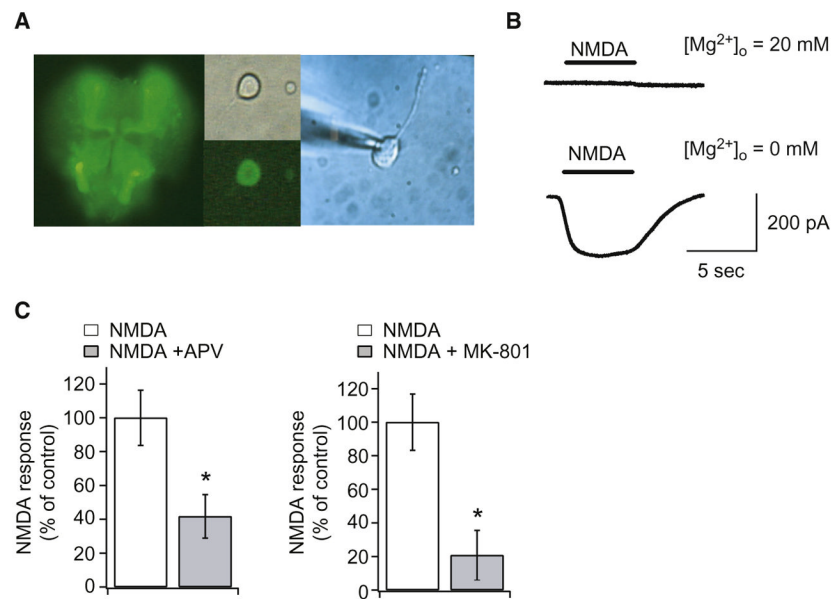 A
B
NMDA
[Mg²⁺]ₒ = 20 mM
NMDA
[Mg²⁺]ₒ = 0 mM
200 pA
5 sec
C
NMDA
NMDA +APV
NMDA response
(% of control)
120
100
80
60
40
20
0
*
NMDA
NMDA + MK-801
NMDA response
(% of control)
120
100
80
60
40
20
0
*